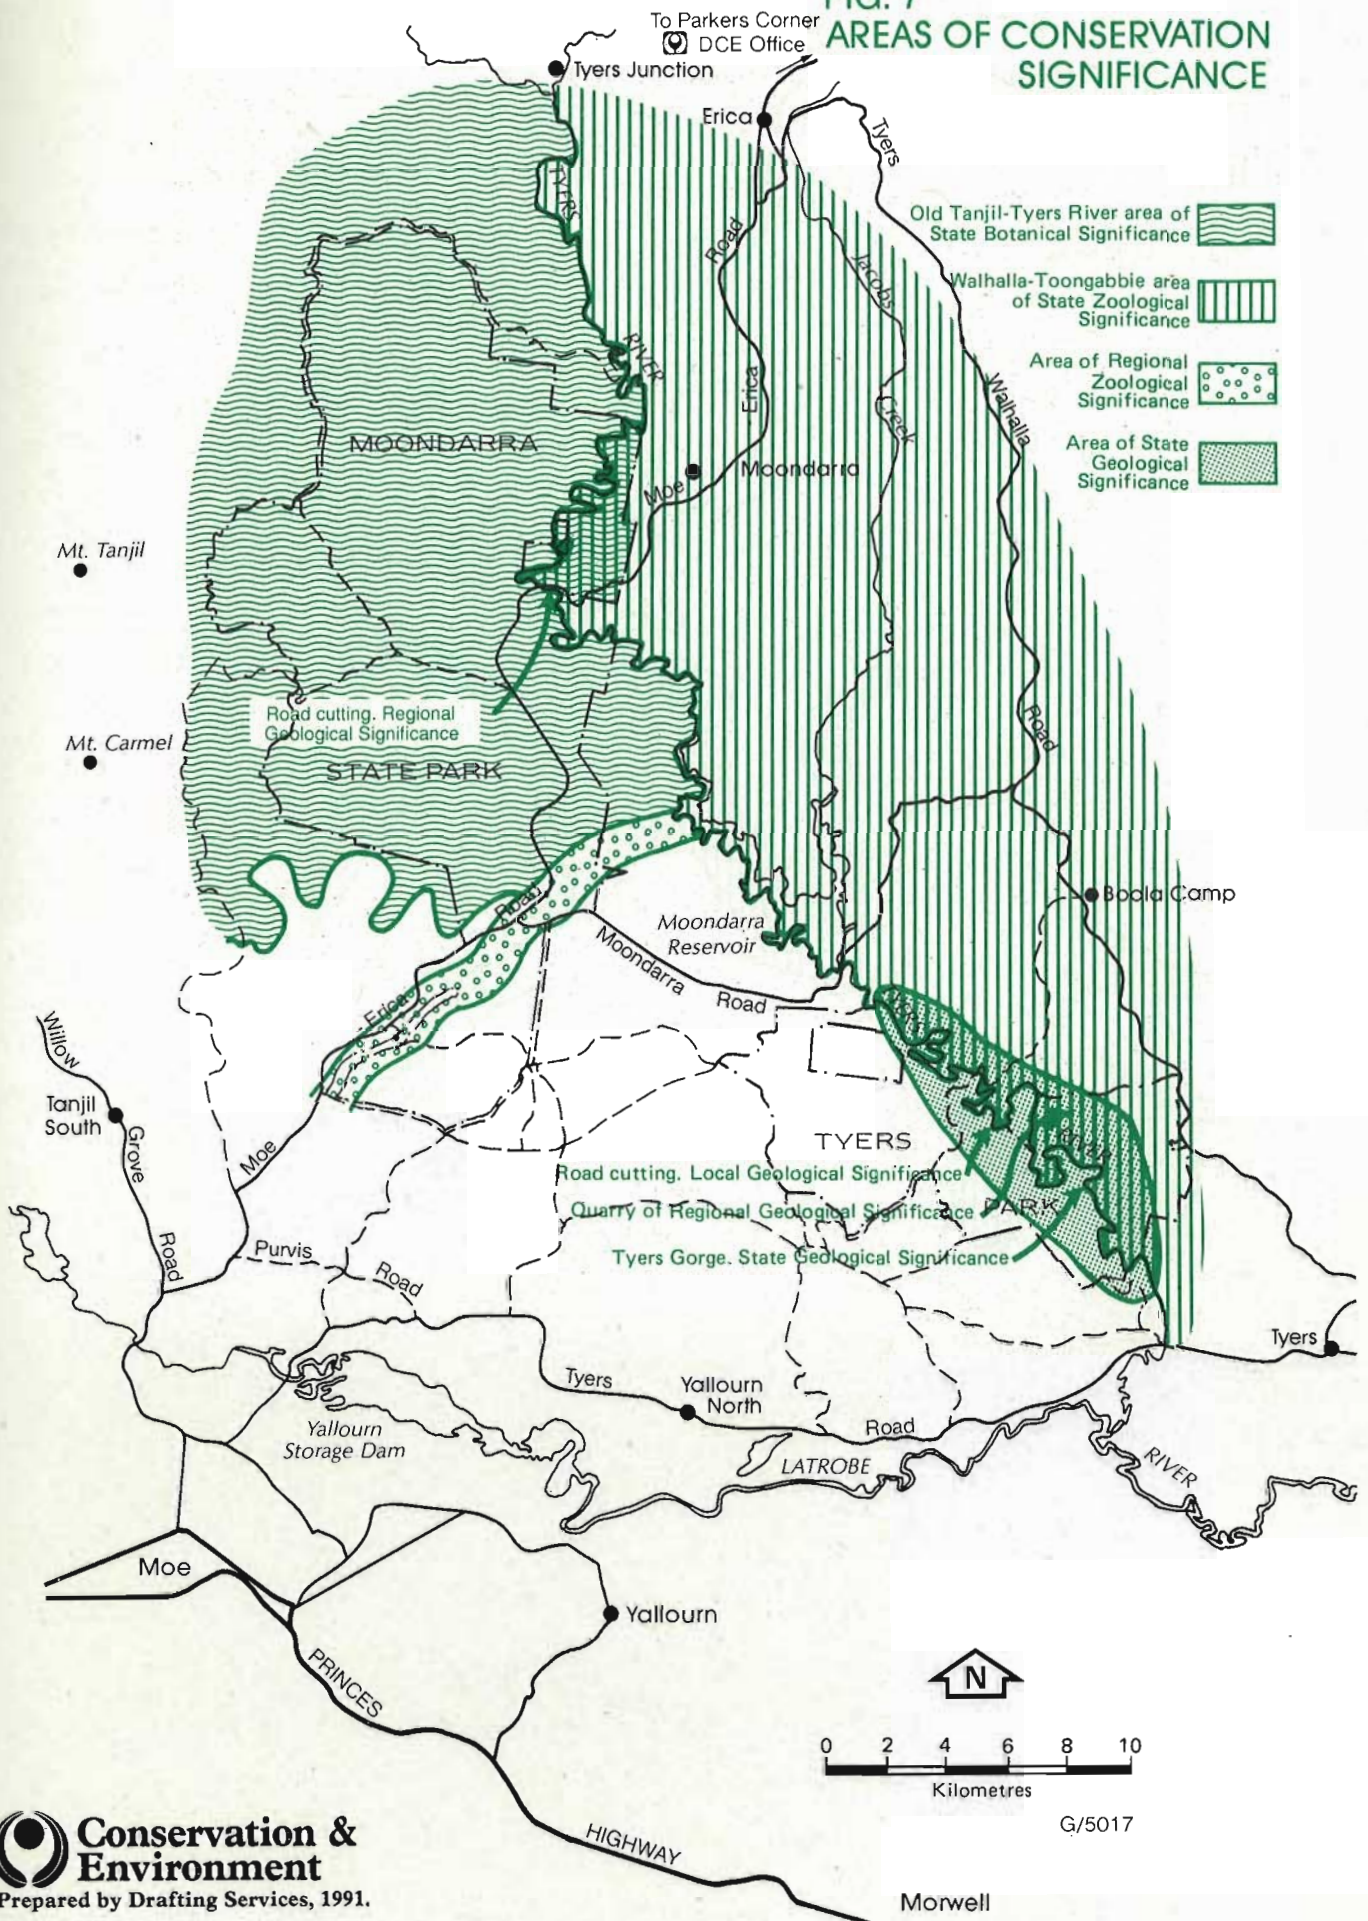 FIG. 7
AREAS OF CONSERVATION
SIGNIFICANCE
To Parkers Corner
DCE Office
Tyers Junction
Erica
Tyers
TYERS
Road
Jacobs
Old Tanjil-Tyers River area of
State Botanical Significance
Walhalla-Toongabbie area
of State Zoological
Significance
Area of Regional
Zoological
Significance
Area of State
Geological
Significance
RIVER
Erica
Creek
Walhalla
MOONDARRA
Moe
Moondarra
Mt. Tanjil
Road cutting. Regional
Geological Significance
Mt. Carmel
STATE PARK
Road
Road
Boola Camp
Moondarra
Reservoir
Moondarra
Road
Erica
TYERS
Willow
Tanjil
South
Grove
Road
Moe
TYERS
RIVER
Road cutting. Local Geological Significance
Quarry of Regional Geological Significance
PARK
Tyers Gorge. State Geological Significance
Purvis
Road
Tyers
Tyers
Yallourn
North
Road
Yallourn
Storage Dam
LATROBE
RIVER
Moe
Yallourn
PRINCES
N
0 2 4 6 8 10
Kilometres
G/5017
HIGHWAY
Morwell
Conservation &
Environment
Prepared by Drafting Services, 1991.